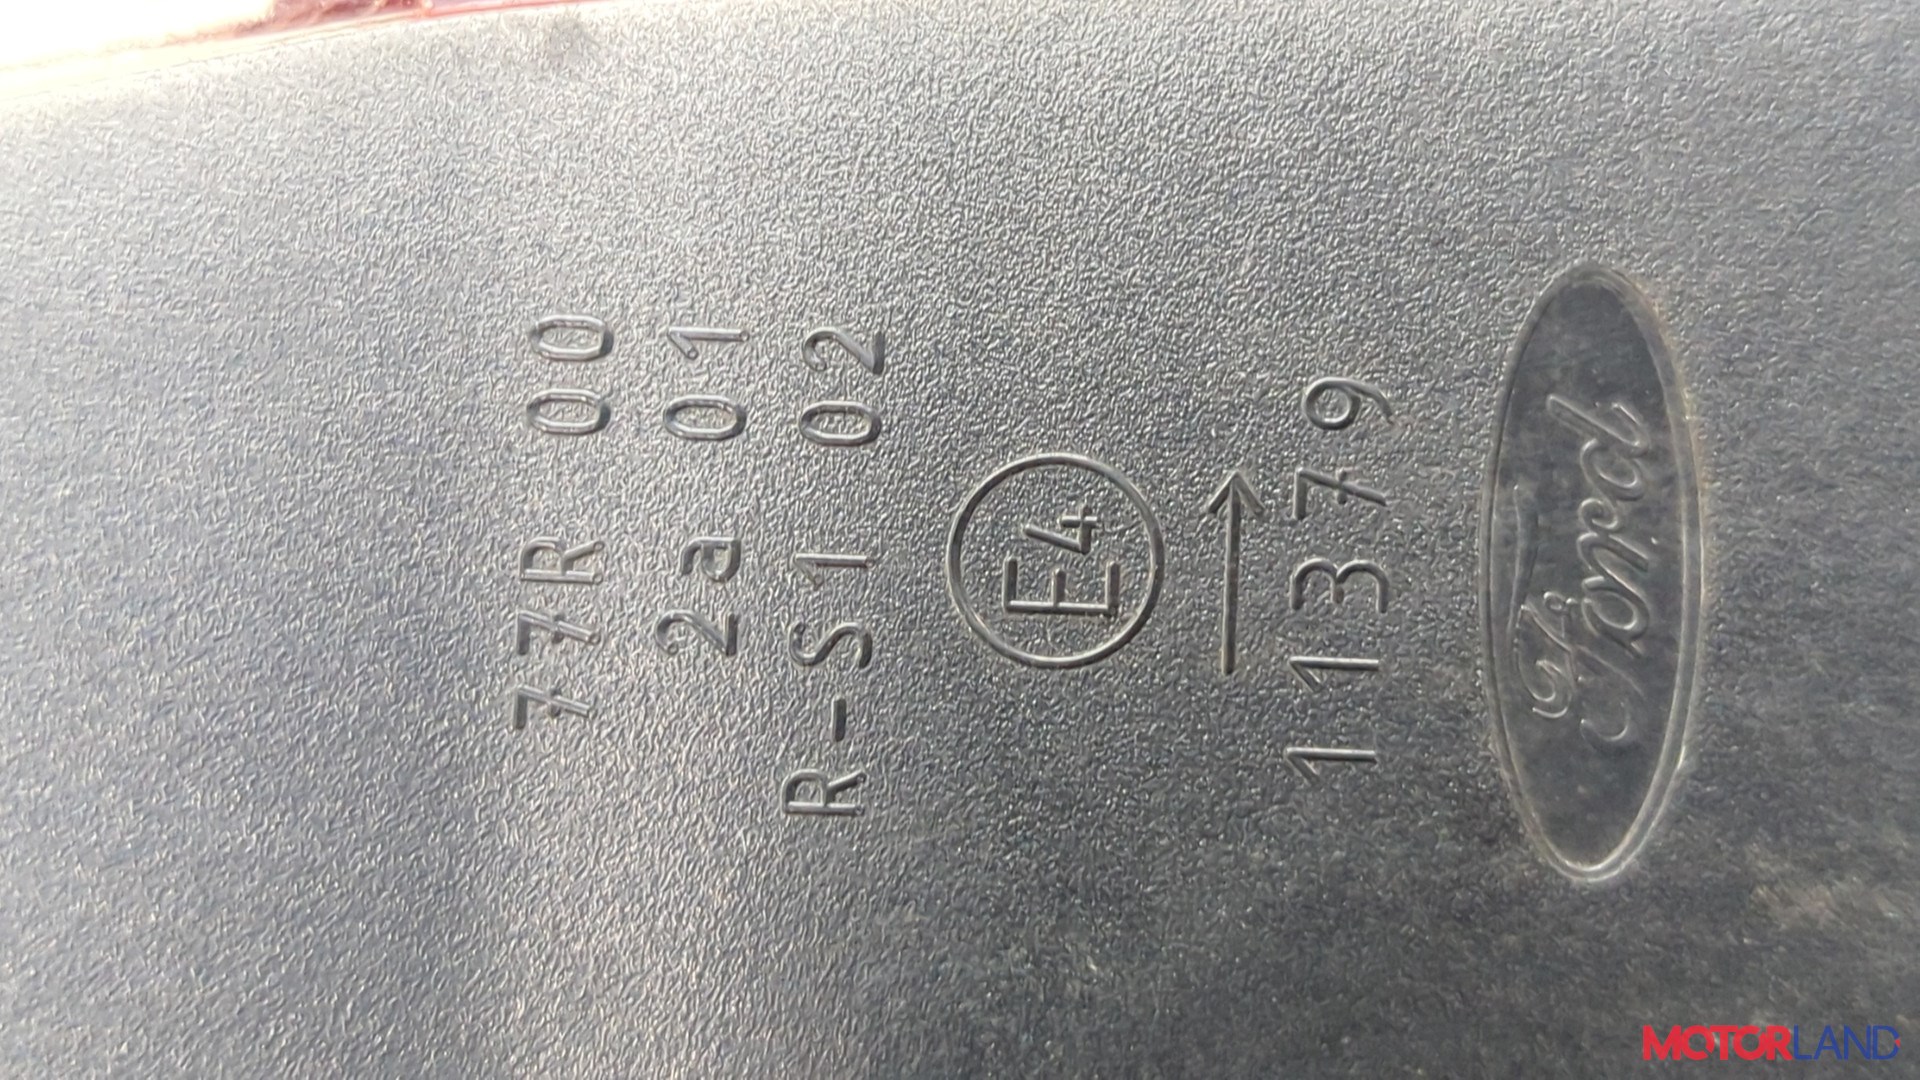 77R 00
2a 01
R-S1 02
E4
11379
Ford
MOTORLAND